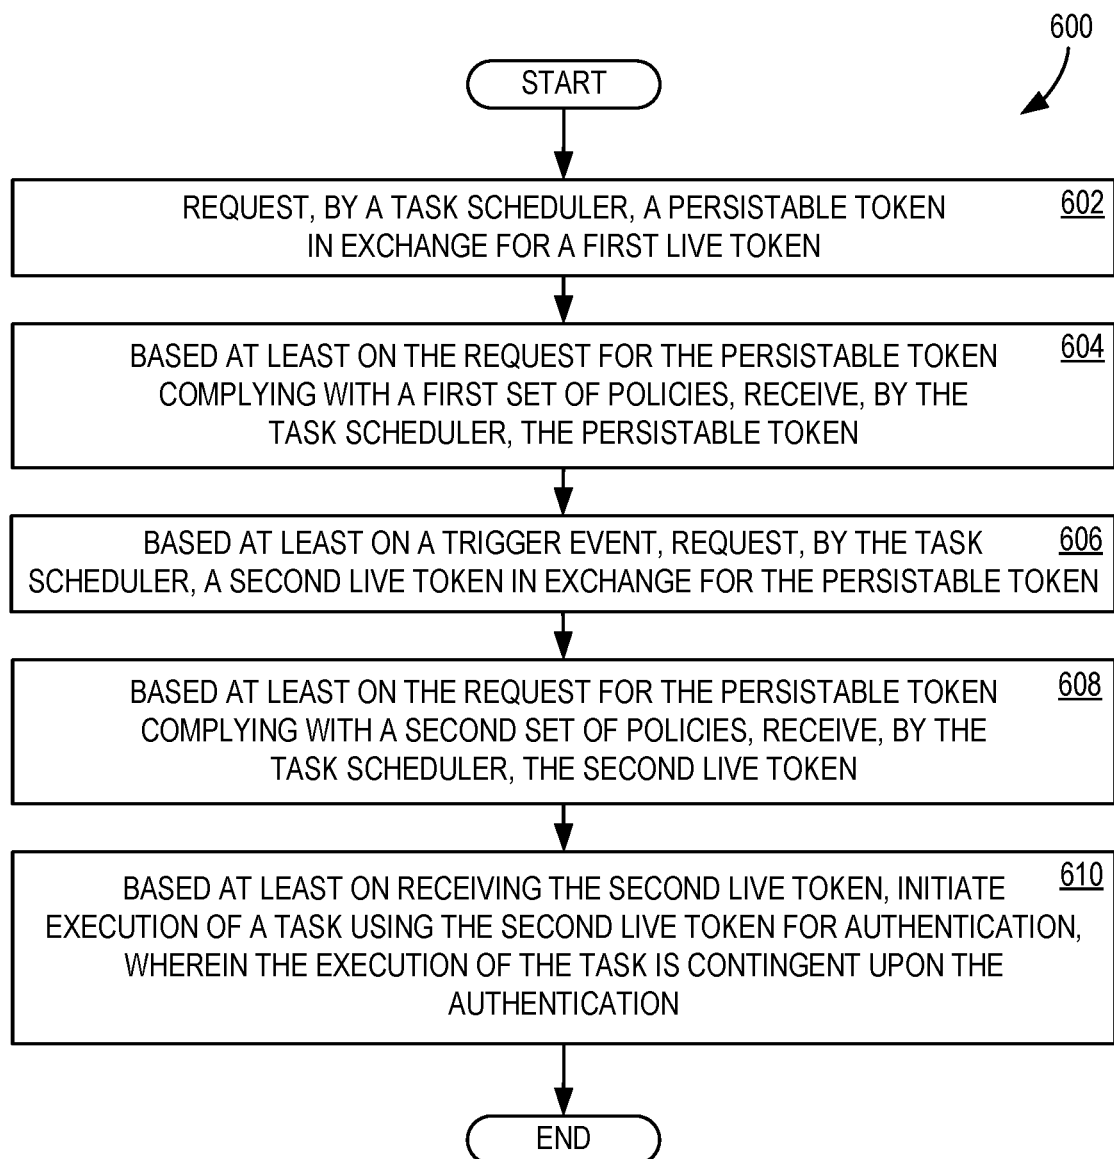 600
START
REQUEST, BY A TASK SCHEDULER, A PERSISTABLE TOKEN
IN EXCHANGE FOR A FIRST LIVE TOKEN
602
BASED AT LEAST ON THE REQUEST FOR THE PERSISTABLE TOKEN
COMPLYING WITH A FIRST SET OF POLICIES, RECEIVE, BY THE
TASK SCHEDULER, THE PERSISTABLE TOKEN
604
BASED AT LEAST ON A TRIGGER EVENT, REQUEST, BY THE TASK
SCHEDULER, A SECOND LIVE TOKEN IN EXCHANGE FOR THE PERSISTABLE TOKEN
606
BASED AT LEAST ON THE REQUEST FOR THE PERSISTABLE TOKEN
COMPLYING WITH A SECOND SET OF POLICIES, RECEIVE, BY THE
TASK SCHEDULER, THE SECOND LIVE TOKEN
608
BASED AT LEAST ON RECEIVING THE SECOND LIVE TOKEN, INITIATE
EXECUTION OF A TASK USING THE SECOND LIVE TOKEN FOR AUTHENTICATION,
WHEREIN THE EXECUTION OF THE TASK IS CONTINGENT UPON THE
AUTHENTICATION
610
END